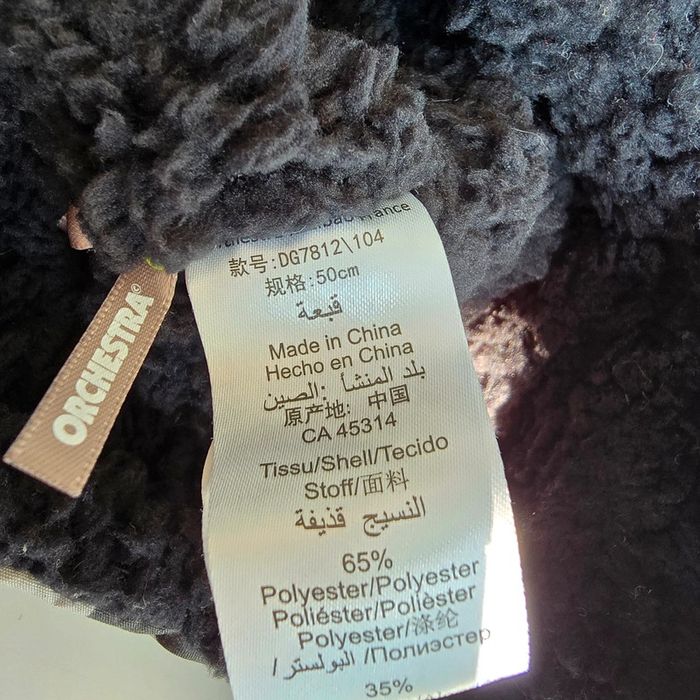 ORCHESTRA©
France
款号:DG7812\104
规格:50cm
قبعة
Made in China
Hecho en China
بلد المنشأ: الصين
原产地: 中国
CA 45314
Tissu/Shell/Tecido
Stoff/面料
النسيج قذيفة
65%
Polyester/Polyester
Poliéster/Polièster
Polyester/涤纶
/البولستر /Полиэстер
35%